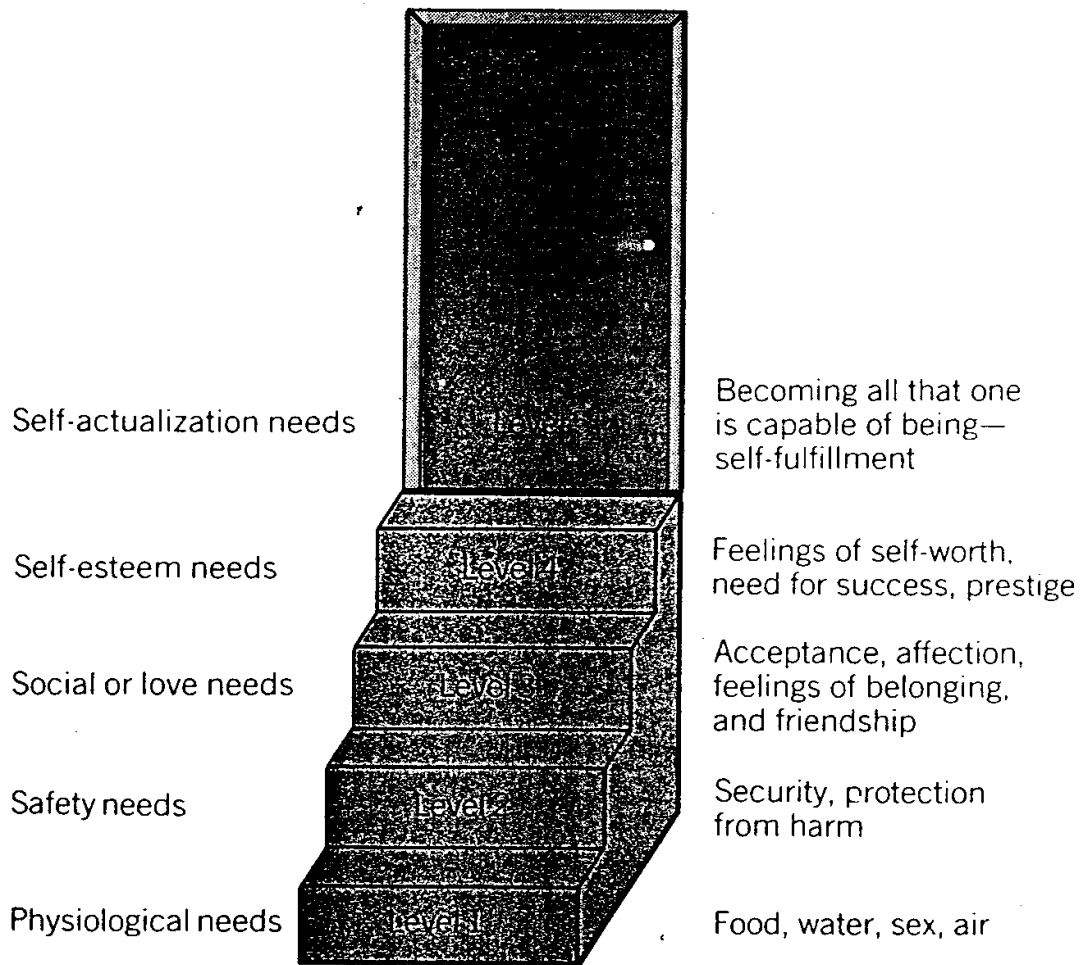 Self-actualization needs
Level
Becoming all that one
is capable of being—
self-fulfillment
Self-esteem needs
Level 4
Feelings of self-worth,
need for success, prestige
Social or love needs
Level 3
Acceptance, affection,
feelings of belonging,
and friendship
Safety needs
Level 2
Security, protection
from harm
Physiological needs
Level 1
Food, water, sex, air